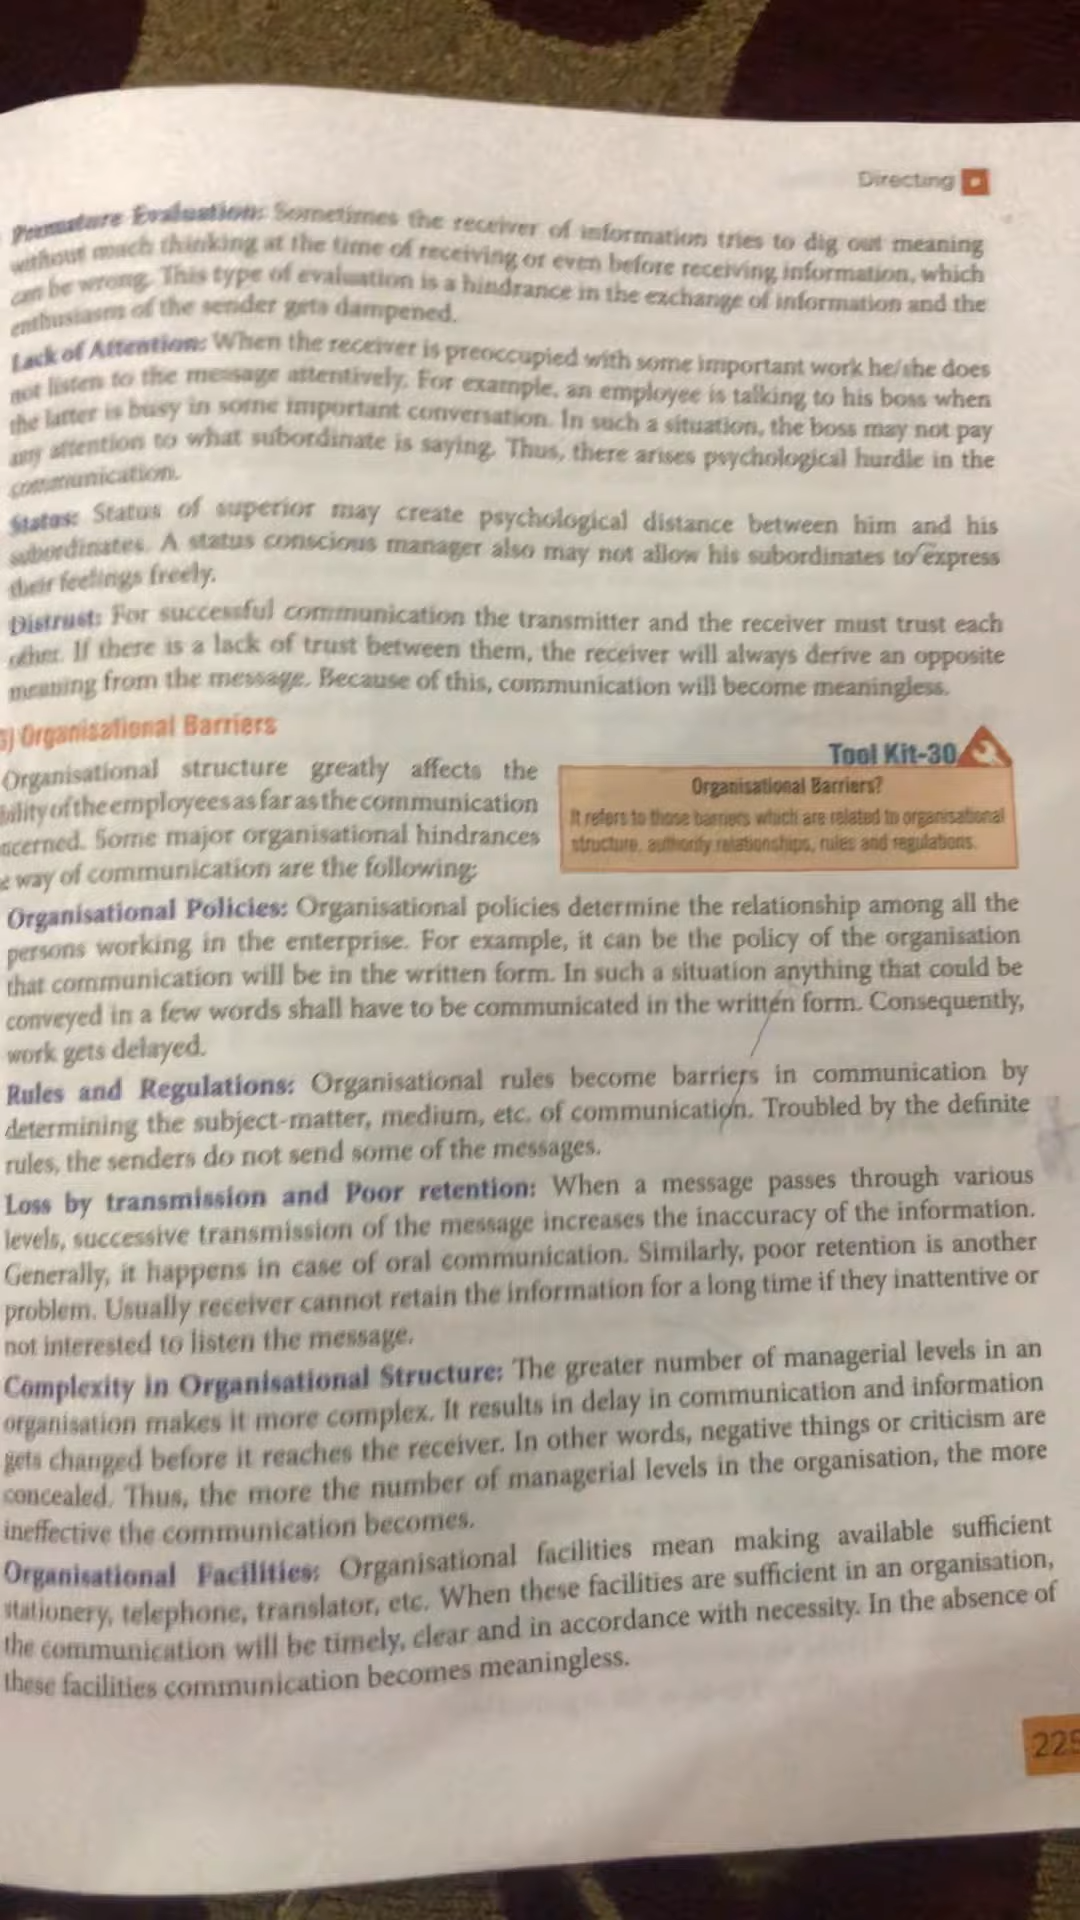 Directing
Premature Evaluation: Sometimes the receiver of information tries to dig out meaning
without much thinking at the time of receiving or even before receiving information, which
can be wrong. This type of evaluation is a hindrance in the exchange of information and the
enthusiasm of the sender gets dampened.
Lack of Attention: When the receiver is preoccupied with some important work he/she does
not listen to the message attentively. For example, an employee is talking to his boss when
the latter is busy in some important conversation. In such a situation, the boss may not pay
any attention to what subordinate is saying. Thus, there arises psychological hurdle in the
communication.
Status: Status of superior may create psychological distance between him and his
subordinates. A status conscious manager also may not allow his subordinates to express
their feelings freely.
Distrust: For successful communication the transmitter and the receiver must trust each
other. If there is a lack of trust between them, the receiver will always derive an opposite
meaning from the message. Because of this, communication will become meaningless.
) Organisational Barriers
Organisational structure greatly affects the
bility of the employees as far as the communication
ncerned. Some major organisational hindrances
e way of communication are the following:
Tool Kit-30
Organisational Barriers?
It refers to those barriers which are related to organisational
structure, authority relationships, rules and regulations.
Organisational Policies: Organisational policies determine the relationship among all the
persons working in the enterprise. For example, it can be the policy of the organisation
that communication will be in the written form. In such a situation anything that could be
conveyed in a few words shall have to be communicated in the written form. Consequently,
work gets delayed.
Rules and Regulations: Organisational rules become barriers in communication by
determining the subject-matter, medium, etc. of communication. Troubled by the definite
rules, the senders do not send some of the messages.
Loss by transmission and Poor retention: When a message passes through various
levels, successive transmission of the message increases the inaccuracy of the information.
Generally, it happens in case of oral communication. Similarly, poor retention is another
problem. Usually receiver cannot retain the information for a long time if they inattentive or
not interested to listen the message.
Complexity in Organisational Structure: The greater number of managerial levels in an
organisation makes it more complex. It results in delay in communication and information
gets changed before it reaches the receiver. In other words, negative things or criticism are
concealed. Thus, the more the number of managerial levels in the organisation, the more
ineffective the communication becomes.
Organisational Facilities: Organisational facilities mean making available sufficient
stationery, telephone, translator, etc. When these facilities are sufficient in an organisation,
the communication will be timely, clear and in accordance with necessity. In the absence of
these facilities communication becomes meaningless.
225